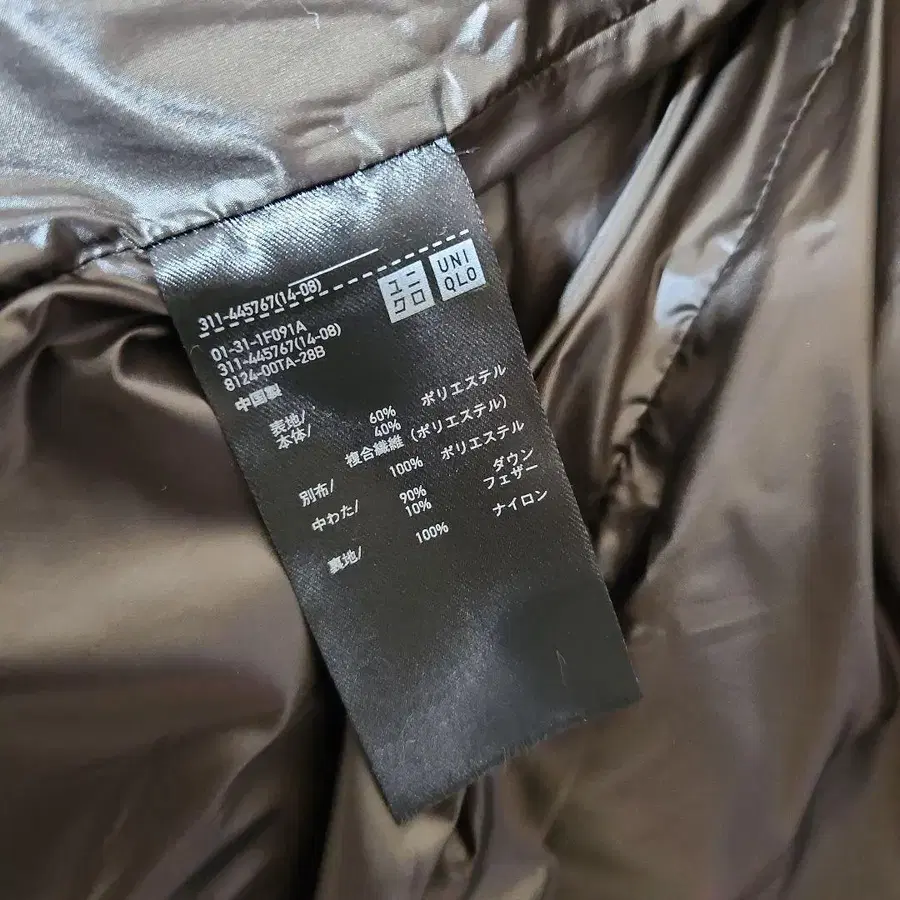 ユニ
クロ
UNI
QLO
311-445767(14-08)
01-31-1F091A
311-445767(14-08)
8124-00TA-28B
中国製
表地/
本体/ 60% ポリエステル
40% 複合繊維(ポリエステル)
別布/ 100% ポリエステル
中わた/ 90% ダウン
10% フェザー
裏地/ 100% ナイロン